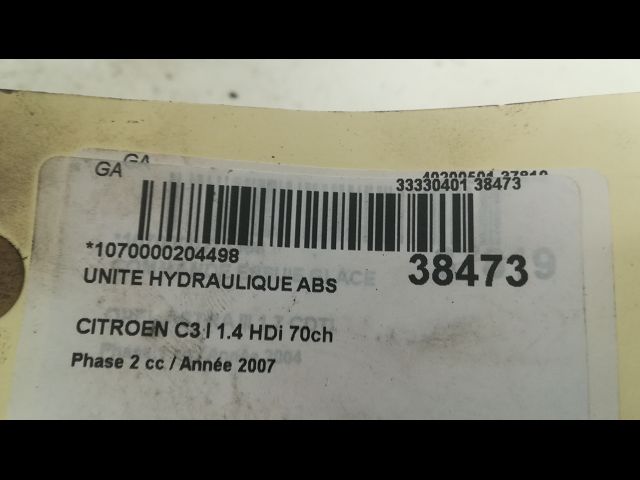 GA
GA
33330401 38473
*1070000204498
38473
UNITE HYDRAULIQUE ABS
CITROEN C3 I 1.4 HDi 70ch
Phase 2 cc / Année 2007